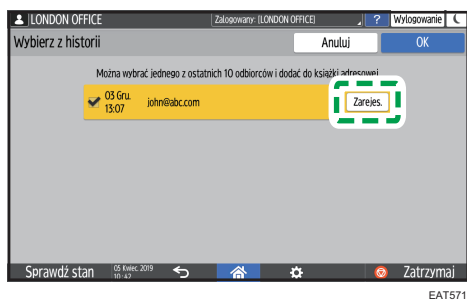 LONDON OFFICE Zalogowany: [LONDON OFFICE] ? Wylogowanie
Wybierz z historii Anuluj OK
Można wybrać jednego z ostatnich 10 odbiorców i dodać do książki adresowej.
03 Gru. john@abc.com Zarejes.
13:07
Sprawdź stan 05 Kwiec. 2019 Zatrzymaj
10:42
EAT571